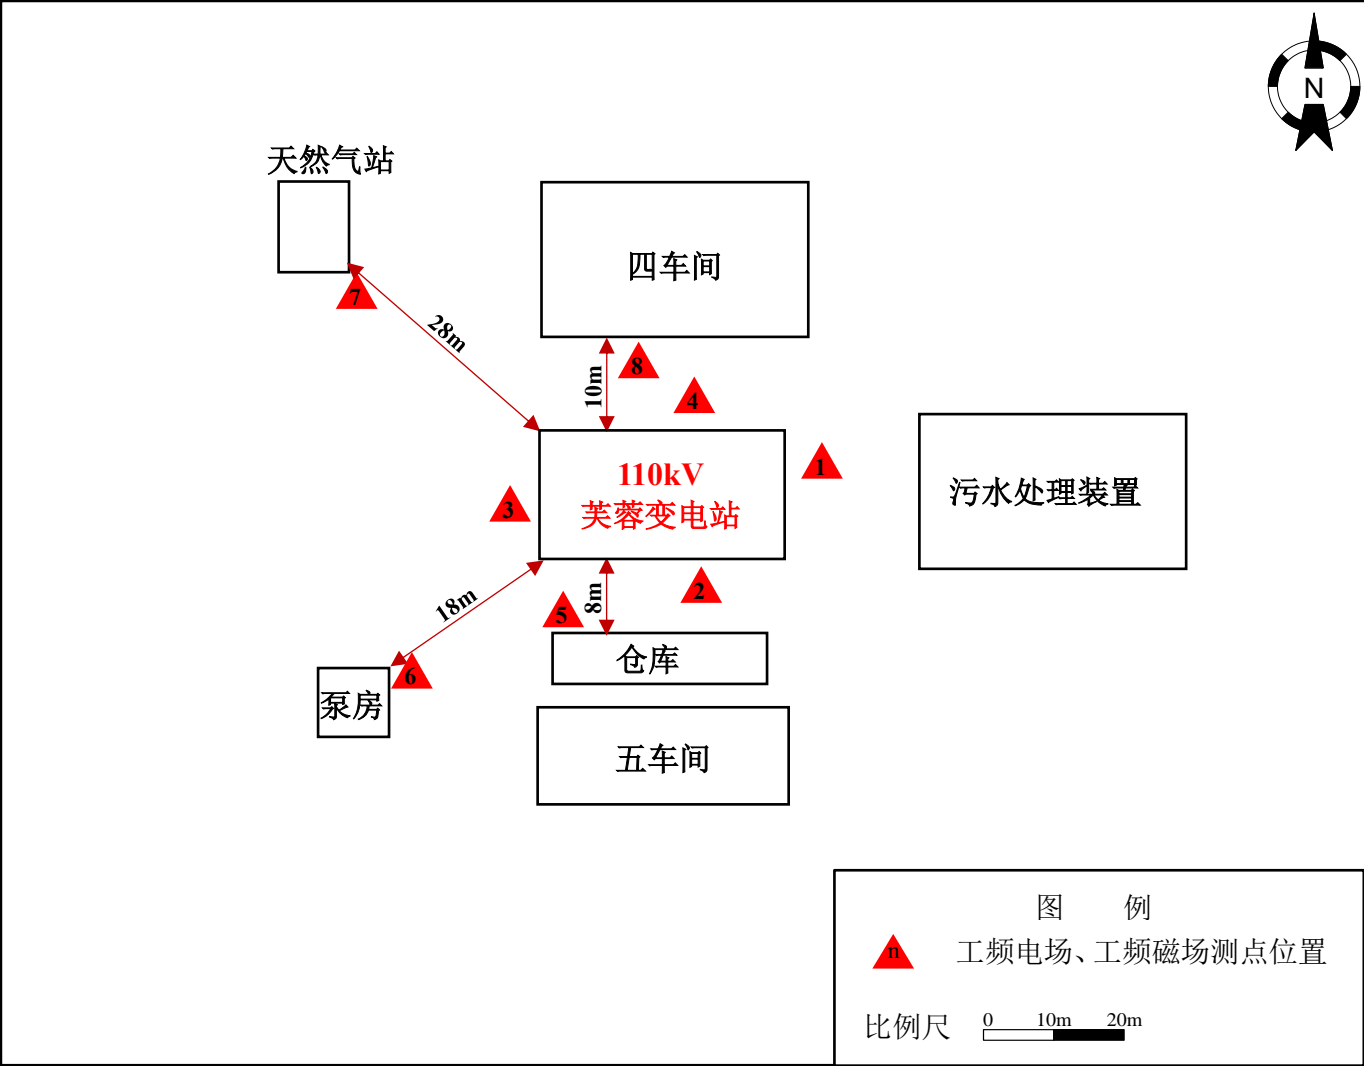 N
天然气站
四车间
7
28m
8
10m
4
110kV
芙蓉变电站
1
污水处理装置
3
18m
5
8m
2
仓库
6
泵房
五车间
图 例
n 工频电场、工频磁场测点位置
比例尺 0 10m 20m